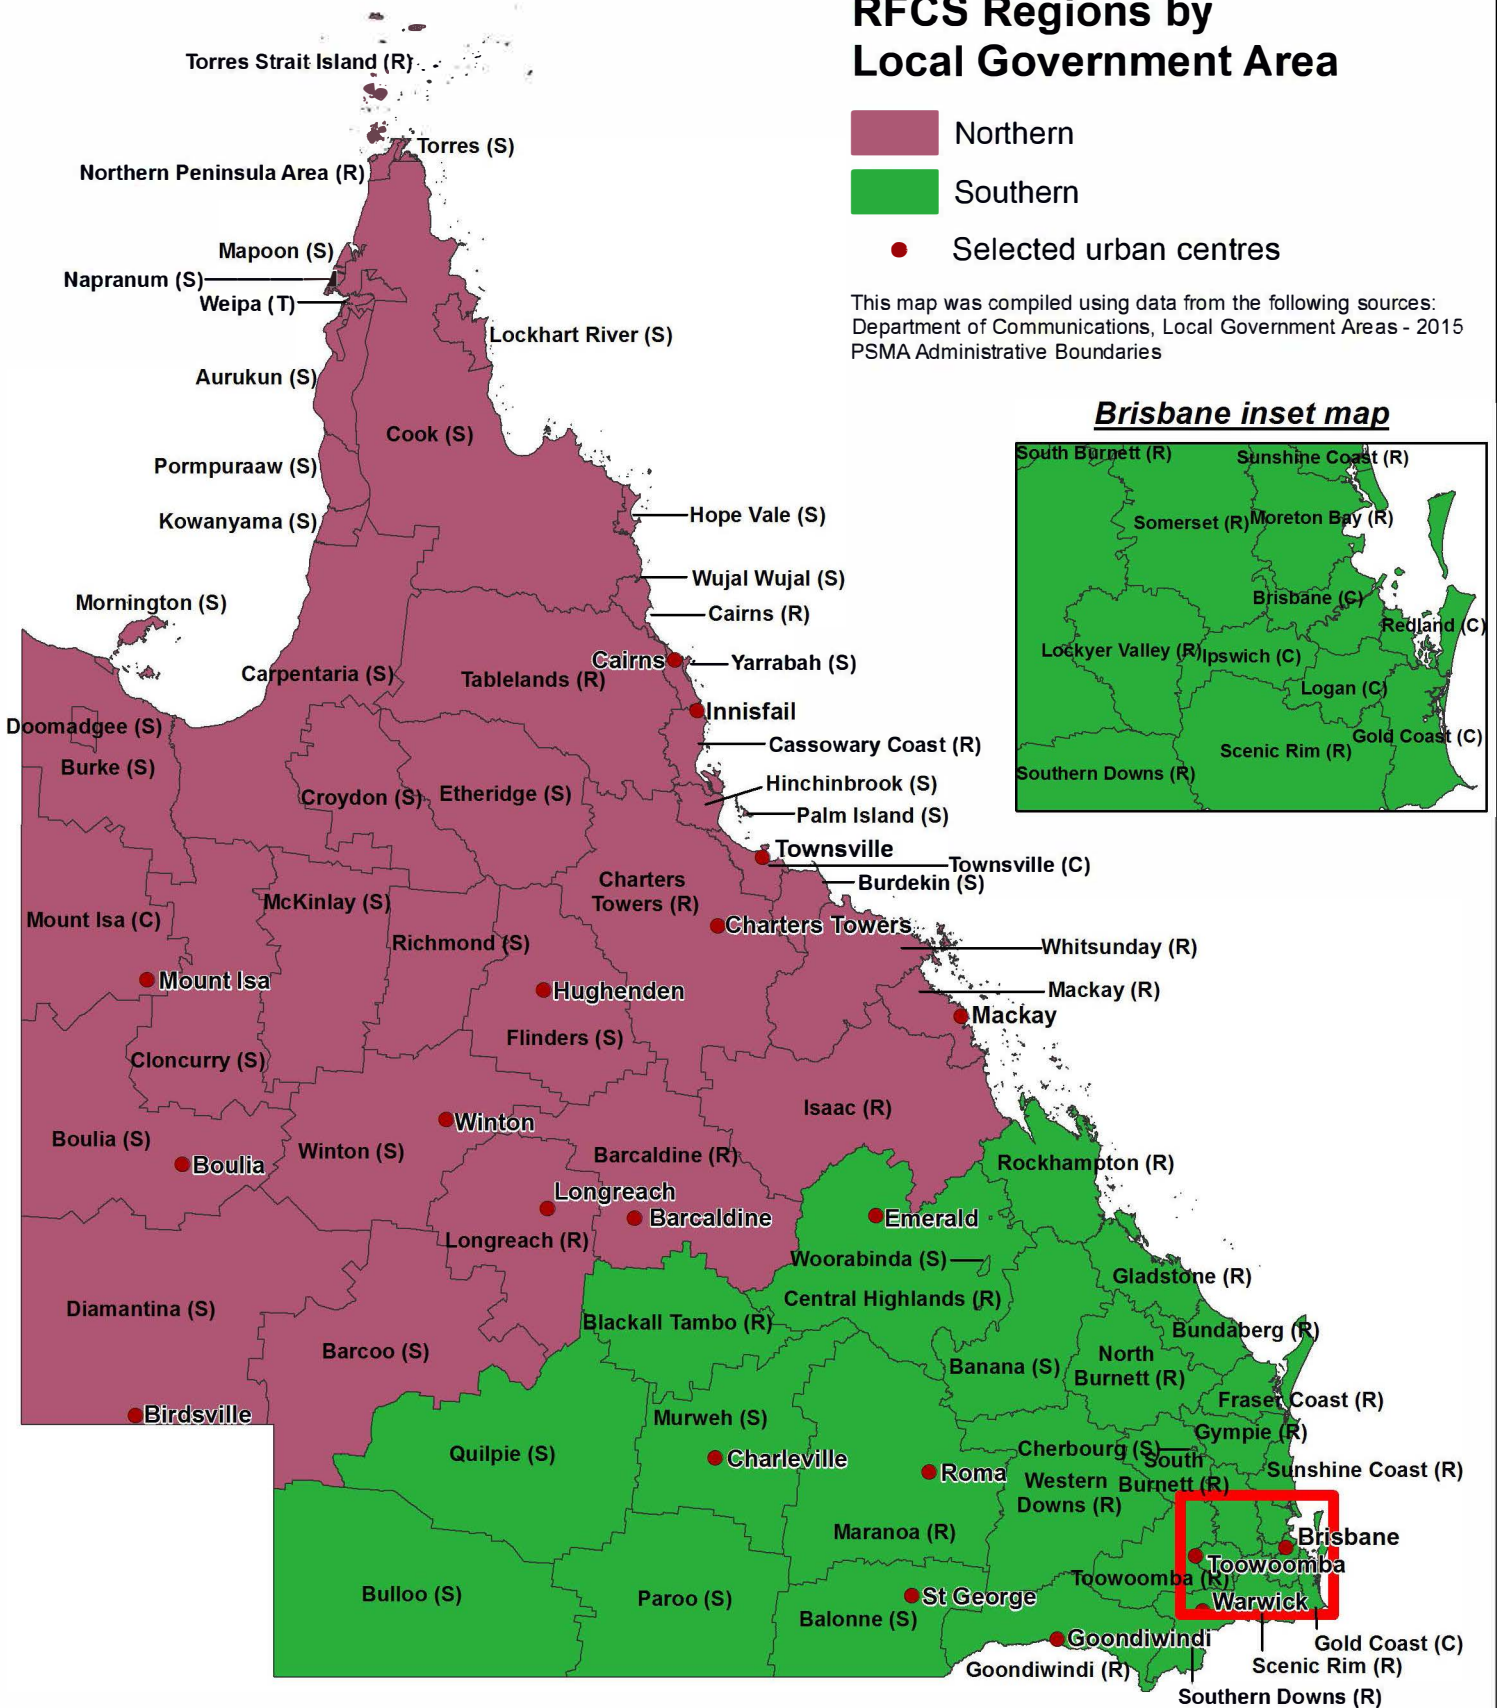 RFCS Regions by
Local Government Area
Northern
Southern
Selected urban centres
This map was compiled using data from the following sources:
Department of Communications, Local Government Areas - 2015
PSMA Administrative Boundaries
Brisbane inset map
South Burnett (R)
Sunshine Coast (R)
Somerset (R)
Moreton Bay (R)
Brisbane (C)
Redland (C)
Lockyer Valley (R)
Ipswich (C)
Logan (C)
Gold Coast (C)
Scenic Rim (R)
Southern Downs (R)
Torres Strait Island (R)
Torres (S)
Northern Peninsula Area (R)
Mapoon (S)
Napranum (S)
Weipa (T)
Lockhart River (S)
Aurukun (S)
Cook (S)
Pormpuraaw (S)
Kowanyama (S)
Hope Vale (S)
Wujal Wujal (S)
Mornington (S)
Cairns (R)
Cairns
Yarrabah (S)
Carpentaria (S)
Tablelands (R)
Innisfail
Doomadgee (S)
Cassowary Coast (R)
Burke (S)
Hinchinbrook (S)
Croydon (S)
Etheridge (S)
Palm Island (S)
Townsville
Townsville (C)
Burdekin (S)
Charters
Towers (R)
McKinlay (S)
Mount Isa (C)
Charters Towers
Richmond (S)
Whitsunday (R)
Mount Isa
Hughenden
Mackay (R)
Mackay
Flinders (S)
Cloncurry (S)
Isaac (R)
Winton
Boulia (S)
Winton (S)
Barcaldine (R)
Boulia
Rockhampton (R)
Longreach
Barcaldine
Emerald
Longreach (R)
Woorabinda (S)
Gladstone (R)
Central Highlands (R)
Diamantina (S)
Blackall Tambo (R)
Bundaberg (R)
Barcoo (S)
North
Burnett (R)
Banana (S)
Fraser Coast (R)
Birdsville
Murweh (S)
Gympie (R)
Quilpie (S)
Cherbourg (S)
Charleville
South
Burnett (R)
Roma
Sunshine Coast (R)
Western
Downs (R)
Maranoa (R)
Brisbane
Toowoomba
Toowoomba (R)
Bulloo (S)
Paroo (S)
St George
Warwick
Balonne (S)
Goondiwindi
Gold Coast (C)
Goondiwindi (R)
Scenic Rim (R)
Southern Downs (R)